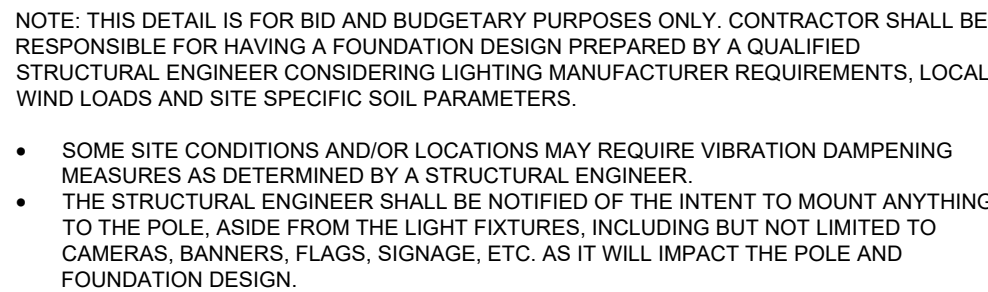 NOTE: THIS DETAIL IS FOR BID AND BUDGETARY PURPOSES ONLY. CONTRACTOR SHALL BE
RESPONSIBLE FOR HAVING A FOUNDATION DESIGN PREPARED BY A QUALIFIED
STRUCTURAL ENGINEER CONSIDERING LIGHTING MANUFACTURER REQUIREMENTS, LOCAL
WIND LOADS AND SITE SPECIFIC SOIL PARAMETERS.
• SOME SITE CONDITIONS AND/OR LOCATIONS MAY REQUIRE VIBRATION DAMPENING
MEASURES AS DETERMINED BY A STRUCTURAL ENGINEER.
• THE STRUCTURAL ENGINEER SHALL BE NOTIFIED OF THE INTENT TO MOUNT ANYTHING
TO THE POLE, ASIDE FROM THE LIGHT FIXTURES, INCLUDING BUT NOT LIMITED TO
CAMERAS, BANNERS, FLAGS, SIGNAGE, ETC. AS IT WILL IMPACT THE POLE AND
FOUNDATION DESIGN.